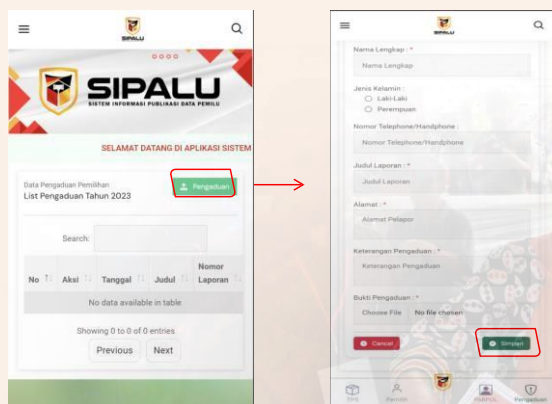 SIPALU
SIPALU
SISTEM INFORMASI PUBLIKASI DATA PEMILU
SELAMAT DATANG DI APLIKASI SISTEM
Data Pengaduan Pemilihan
List Pengaduan Tahun 2023
Pengaduan
Search:
No Aksi Tanggal Judul Nomor Laporan
No data available in table
Showing 0 to 0 of 0 entries
Previous Next
SIPALU
Nama Lengkap : *
Nama Lengkap
Jenis Kelamin :
Laki-Laki
Perempuan
Nomor Telephone/Handphone :
Nomor Telephone/Handphone
Judul Laporan : *
Judul Laporan
Alamat : *
Alamat Pelapor
Keterangan Pengaduan : *
Keterangan Pengaduan
Bukti Pengaduan : *
Choose File No file chosen
Cancel Simpan
TPS Pemilih PARPOL Pengaduan